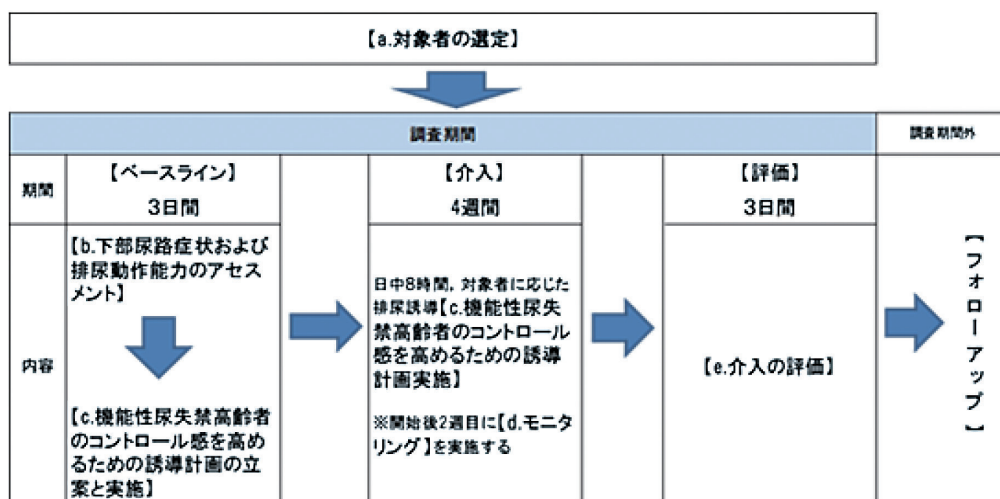 【a.対象者の選定】
調査期間
調査期間外
期間
【ベースライン】
3日間
【介入】
4週間
【評価】
3日間
内容
【b.下部尿路症状および
排尿動作能力のアセス
メント】
【c.機能性尿失禁高齢者
のコントロール感を高め
るための誘導計画の立
案と実施】
日中8時間，対象者に応じた
排尿誘導【c.機能性尿失
禁高齢者のコントロール
感を高めるための誘導
計画実施】
※開始後2週目に【d.モニタ
リング】を実施する
【e.介入の評価】
【フォローアップ】